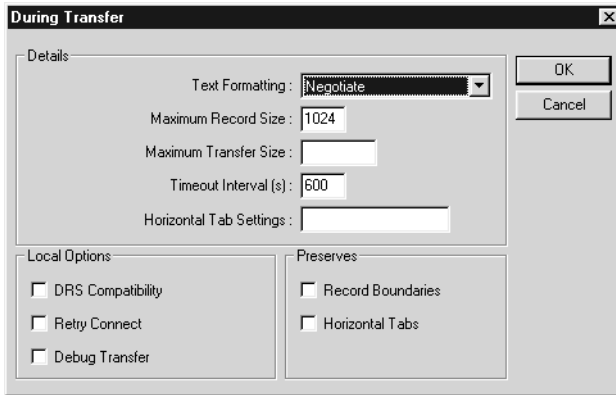 During Transfer
Details
Text Formatting : Negotiate
Maximum Record Size : 1024
Maximum Transfer Size :
Timeout Interval (s) : 600
Horizontal Tab Settings :
OK
Cancel
Local Options
DRS Compatibility
Retry Connect
Debug Transfer
Preserves
Record Boundaries
Horizontal Tabs